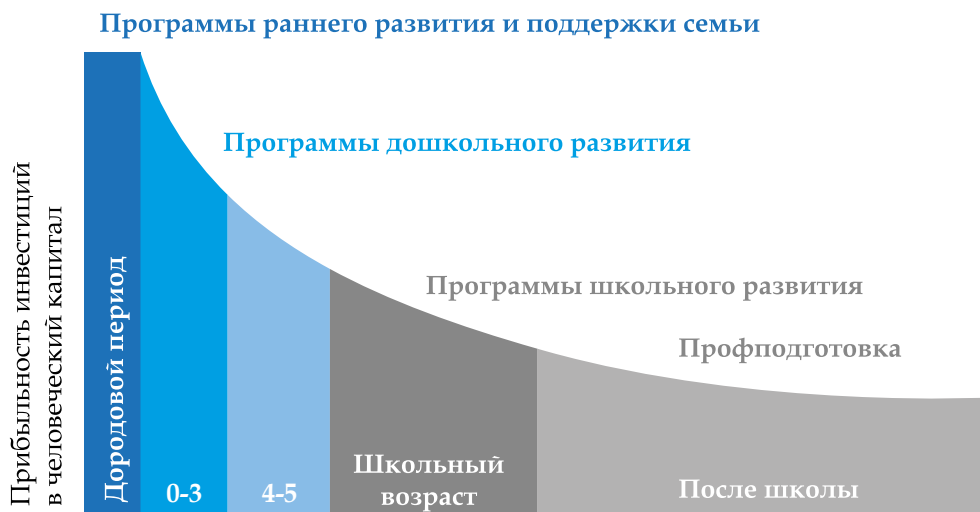 Программы раннего развития и поддержки семьи
Программы дошкольного развития
Программы школьного развития
Профподготовка
Прибыльность инвестиций
в человеческий капитал
Дородовой период
0-3
4-5
Школьный
возраст
После школы